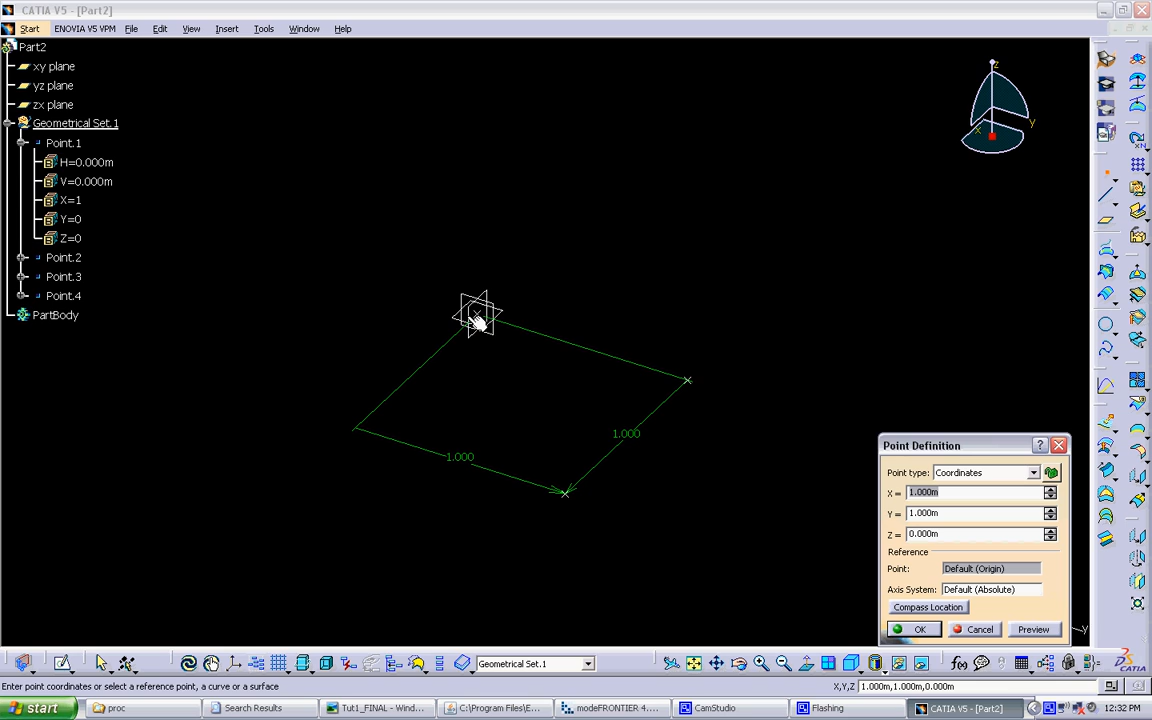 CATIA V5 - [Part2]
Start ENOVIA V5 VPM File Edit View Insert Tools Window Help
Part2
xy plane
yz plane
zx plane
Geometrical Set.1
Point.1
H=0.000m
V=0.000m
X=1
Y=0
Z=0
Point.2
Point.3
Point.4
PartBody
z
y
x
1.000
1.000
Point Definition
Point type: Coordinates
X = 1.000m
Y = 1.000m
Z = 0.000m
Reference
Point: Default (Origin)
Axis System: Default (Absolute)
Compass Location
OK Cancel Preview
y
Geometrical Set.1
f(x)
CATIA
Enter point coordinates or select a reference point, a curve or a surface
X,Y,Z 1.000m,1.000m,0.000m
start proc Search Results Tut1_FINAL - Wind... C:\Program Files\E... modeFRONTIER 4.... CamStudio Flashing CATIA V5 - [Part2] 12:32 PM